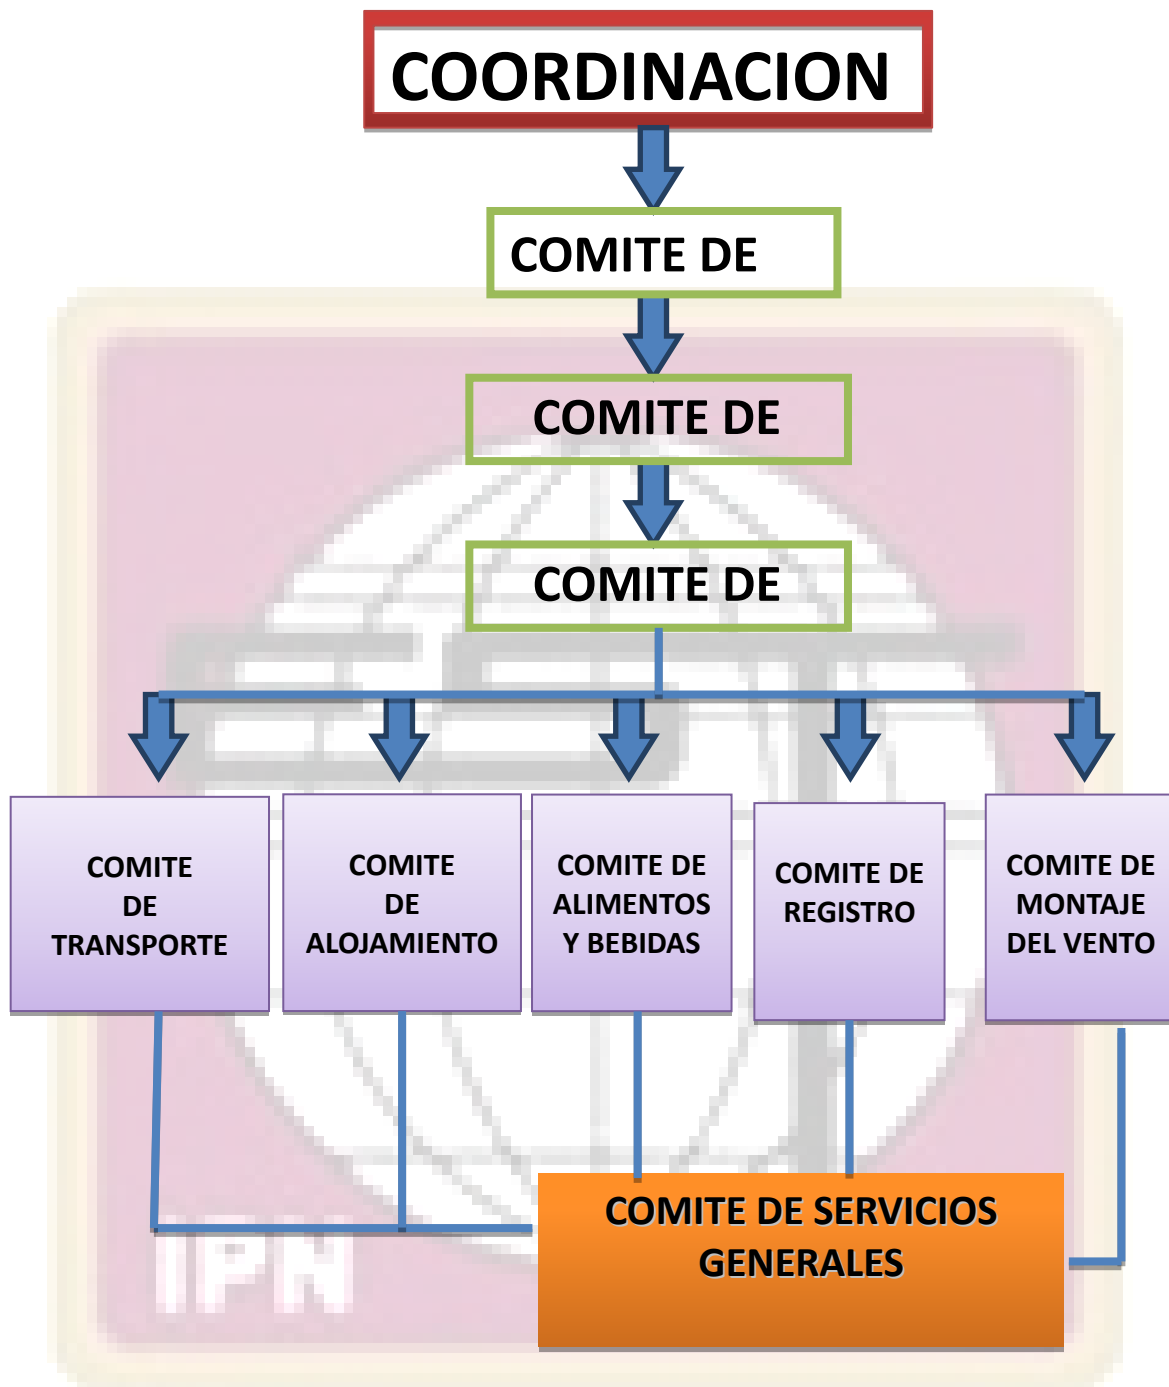 COORDINACION
COMITE DE
COMITE DE
COMITE DE
COMITE
DE
TRANSPORTE
COMITE
DE
ALOJAMIENTO
COMITE DE
ALIMENTOS
Y BEBIDAS
COMITE DE
REGISTRO
COMITE DE
MONTAJE
DEL VENTO
COMITE DE SERVICIOS
GENERALES
IPN